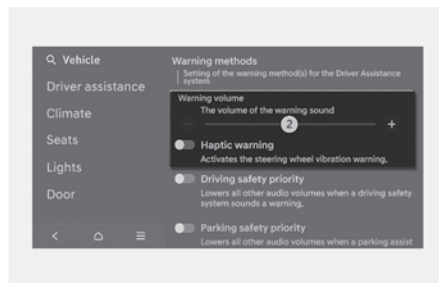 Vehicle
Driver assistance
Climate
Seats
Lights
Door
Warning methods
Setting of the warning method(s) for the Driver Assistance
system
Warning volume
The volume of the warning sound
− 2 +
Haptic warning
Activates the steering wheel vibration warning.
Driving safety priority
Lowers all other audio volumes when a driving safety
system sounds a warning.
Parking safety priority
Lowers all other audio volumes when a parking assist